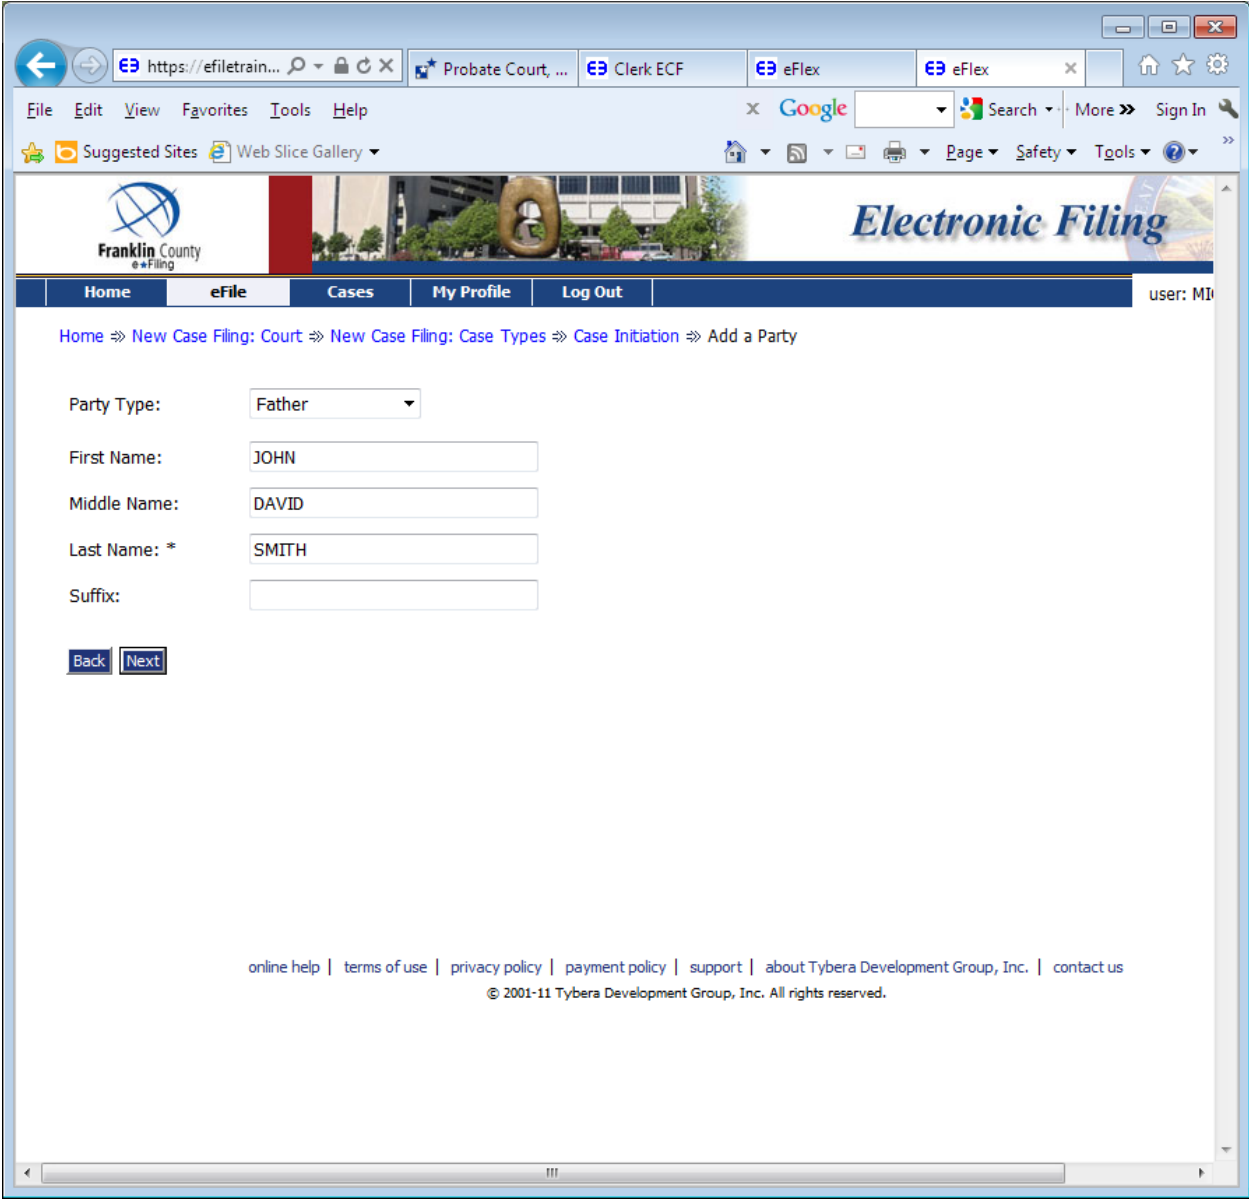 https://efiletrain...
Probate Court, ...
Clerk ECF
eFlex
eFlex
File Edit View Favorites Tools Help
x Google
Search
More »
Sign In
Suggested Sites
Web Slice Gallery
Page
Safety
Tools
Franklin County
e★Filing
Electronic Filing
Home eFile Cases My Profile Log Out
user: MI
Home ⇒ New Case Filing: Court ⇒ New Case Filing: Case Types ⇒ Case Initiation ⇒ Add a Party
Party Type: Father
First Name: JOHN
Middle Name: DAVID
Last Name: * SMITH
Suffix:
Back Next
online help | terms of use | privacy policy | payment policy | support | about Tybera Development Group, Inc. | contact us
© 2001-11 Tybera Development Group, Inc. All rights reserved.